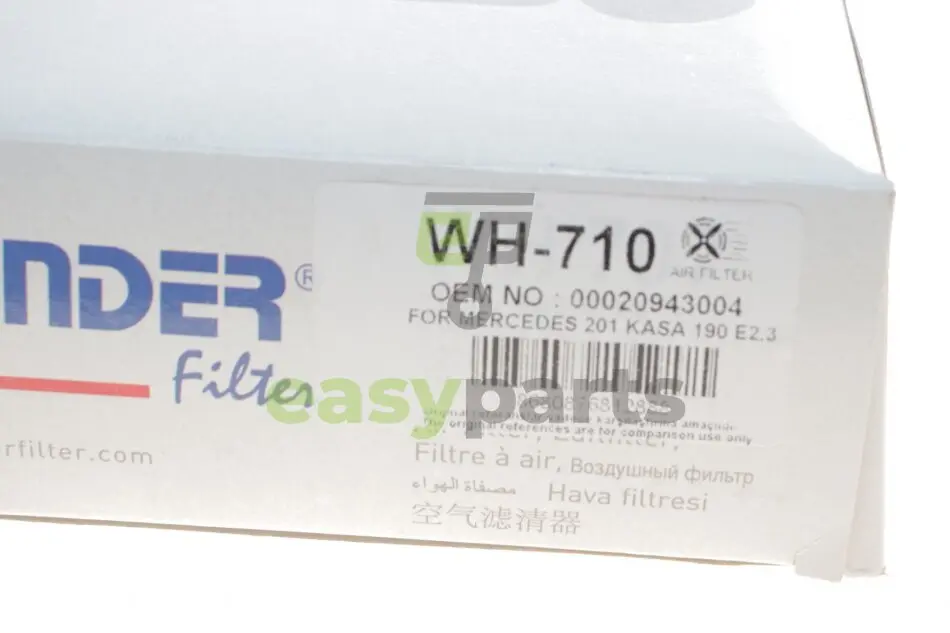 WH-710
AIR FILTER
OEM NO : 00020943004
FOR MERCEDES 201 KASA 190 E2.3
NDER®
Filter
easyparts
The original references are for comparison use only
Filtre à air, Воздушный фильтр
مصفاة الهواء Hava filtresi
空气滤清器
rfilter.com